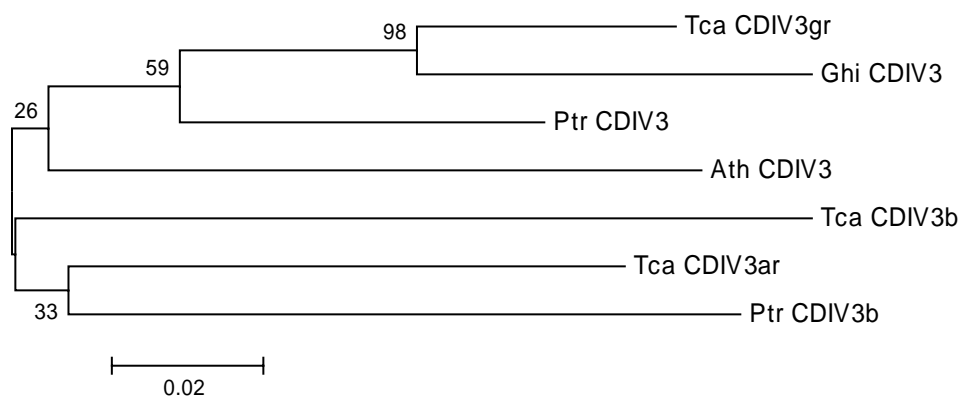 98
Tca CDIV3gr
59
Ghi CDIV3
26
Ptr CDIV3
Ath CDIV3
Tca CDIV3b
Tca CDIV3ar
33
Ptr CDIV3b
0.02